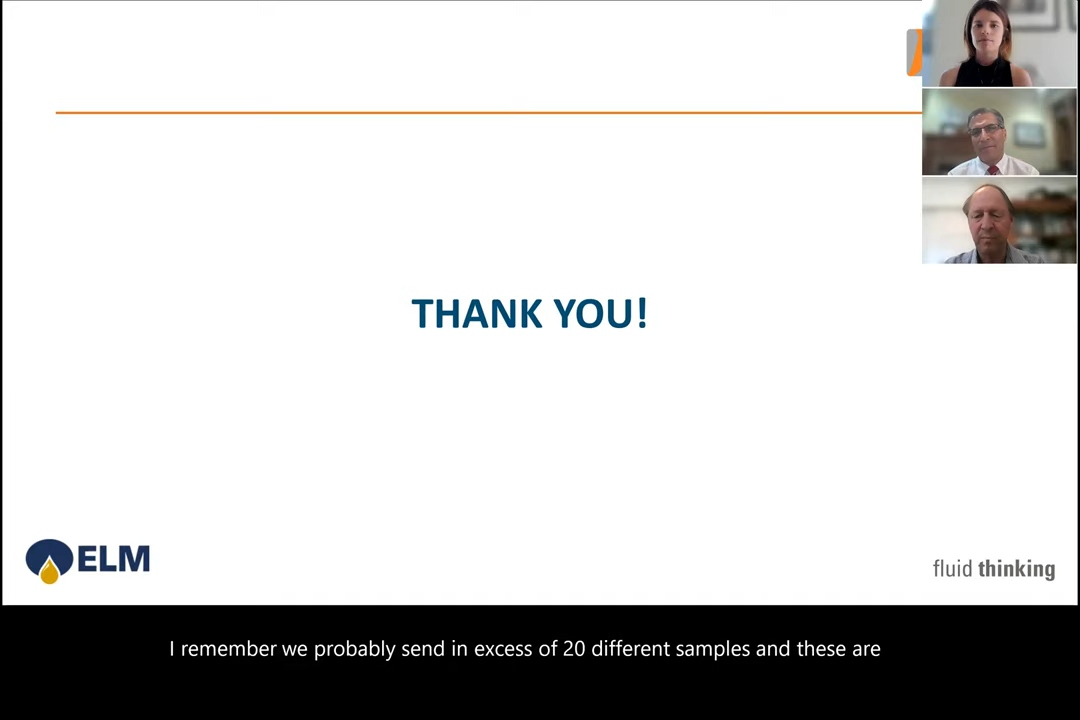 THANK YOU!
ELM
fluid thinking
I remember we probably send in excess of 20 different samples and these are